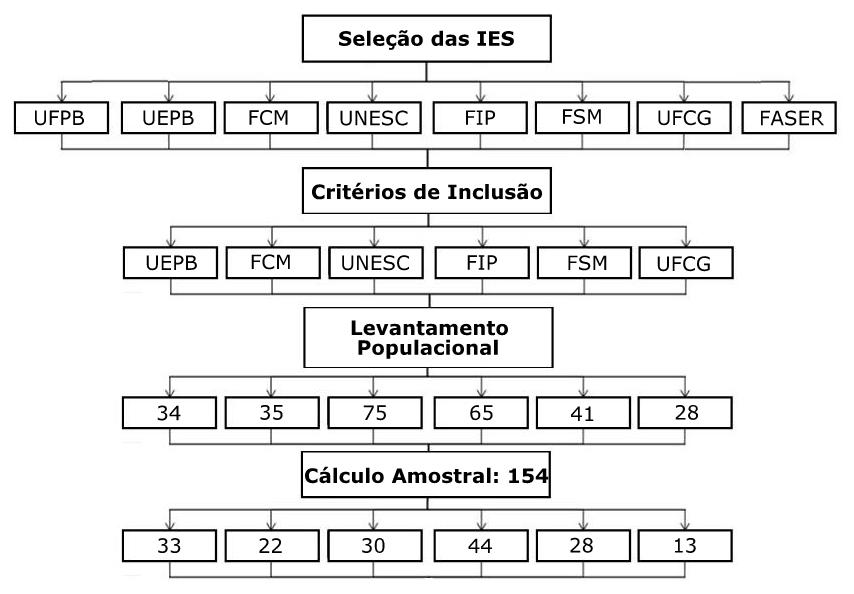 Seleção das IES
UFPB UEPB FCM UNESC FIP FSM UFCG FASER
Critérios de Inclusão
UEPB FCM UNESC FIP FSM UFCG
Levantamento
Populacional
34 35 75 65 41 28
Cálculo Amostral: 154
33 22 30 44 28 13